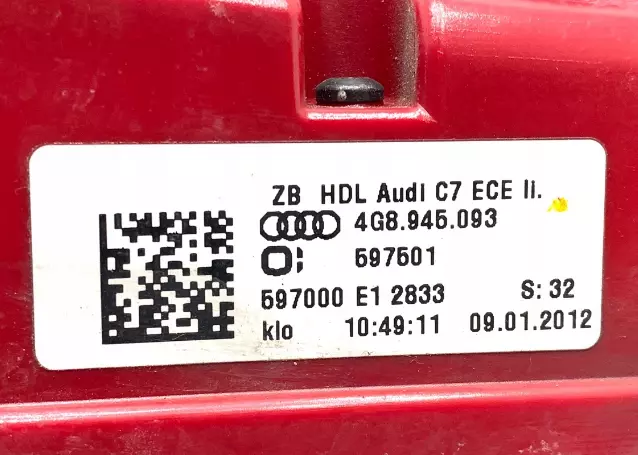 ZB HDL Audi C7 ECE li.
4G8.945.093
597501
597000 E1 2833 S: 32
klo 10:49:11 09.01.2012